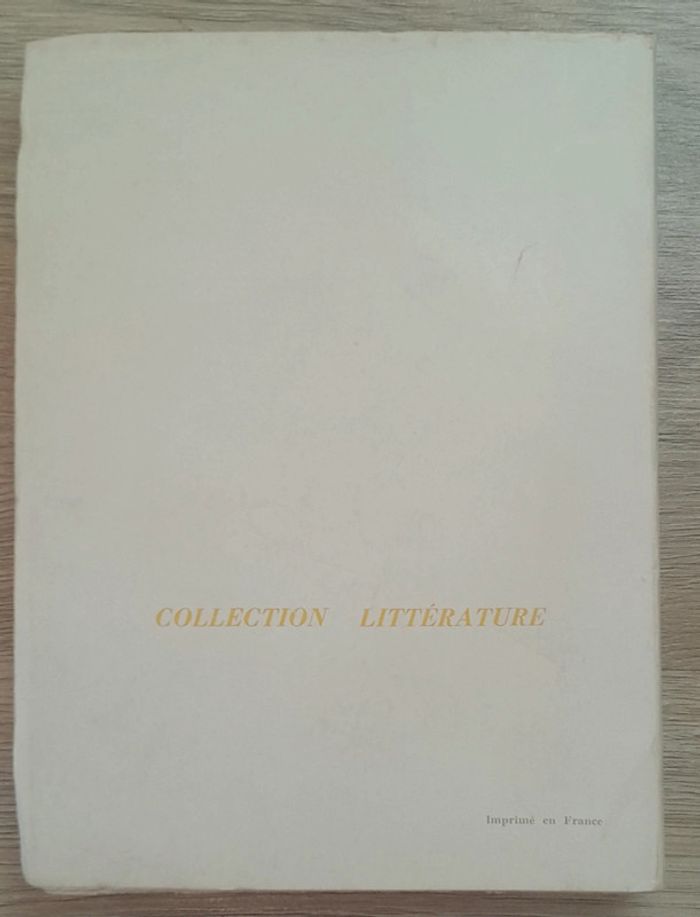 COLLECTION LITTÉRATURE
Imprimé en France